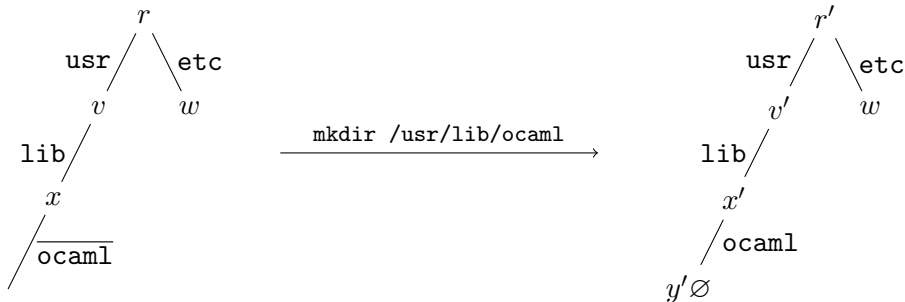 r r′
usr etc usr etc
v w v′ w
mkdir /usr/lib/ocaml
lib lib
x x′
ocaml ocaml
y′∅